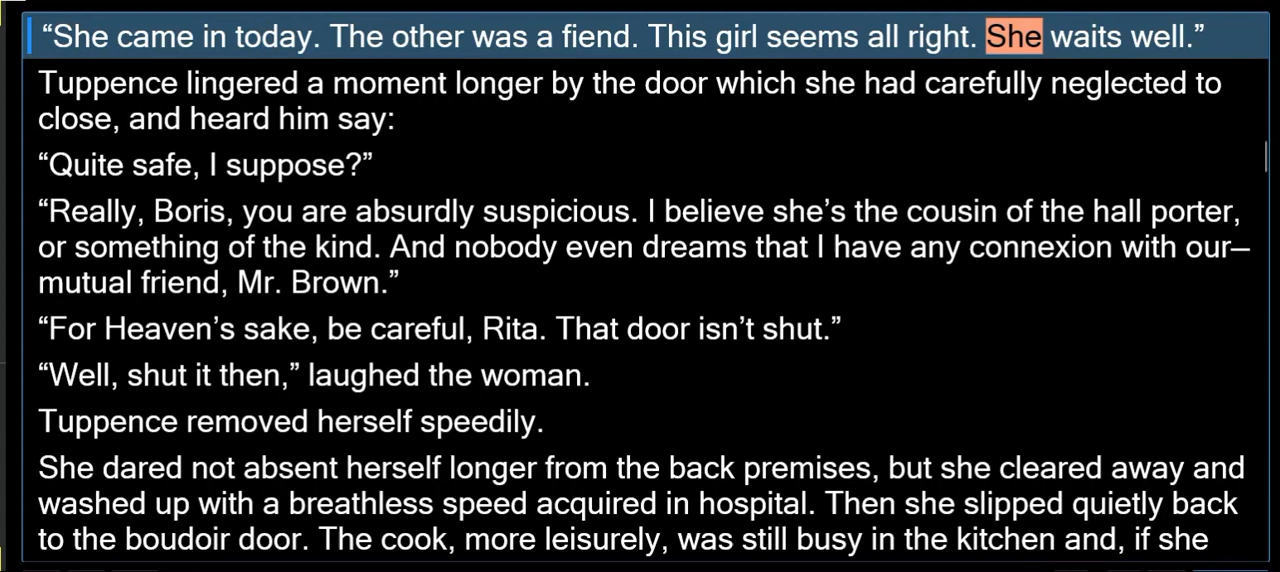 “She came in today. The other was a fiend. This girl seems all right. She waits well.”
Tuppence lingered a moment longer by the door which she had carefully neglected to
close, and heard him say:
“Quite safe, I suppose?”
“Really, Boris, you are absurdly suspicious. I believe she’s the cousin of the hall porter,
or something of the kind. And nobody even dreams that I have any connexion with our—
mutual friend, Mr. Brown.”
“For Heaven’s sake, be careful, Rita. That door isn’t shut.”
“Well, shut it then,” laughed the woman.
Tuppence removed herself speedily.
She dared not absent herself longer from the back premises, but she cleared away and
washed up with a breathless speed acquired in hospital. Then she slipped quietly back
to the boudoir door. The cook, more leisurely, was still busy in the kitchen and, if she